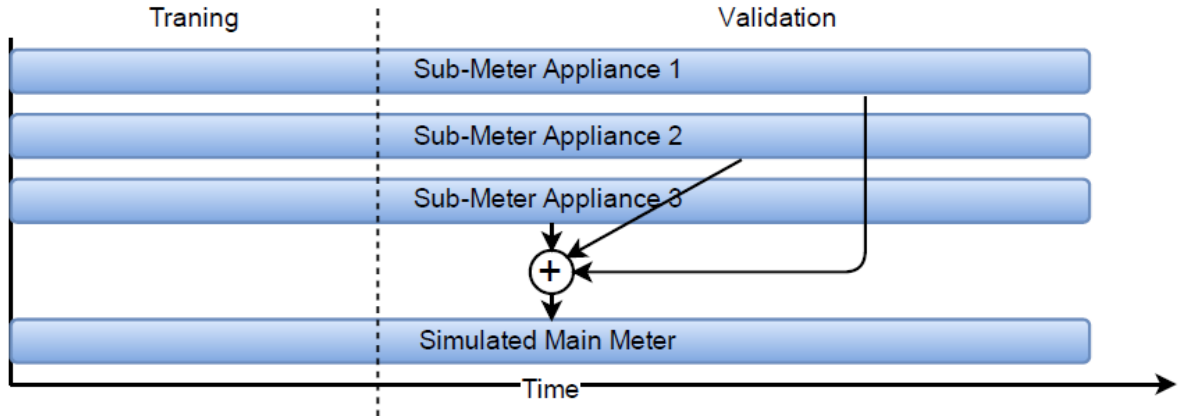 Traning
Validation
Sub-Meter Appliance 1
Sub-Meter Appliance 2
Sub-Meter Appliance 3
+
Simulated Main Meter
Time